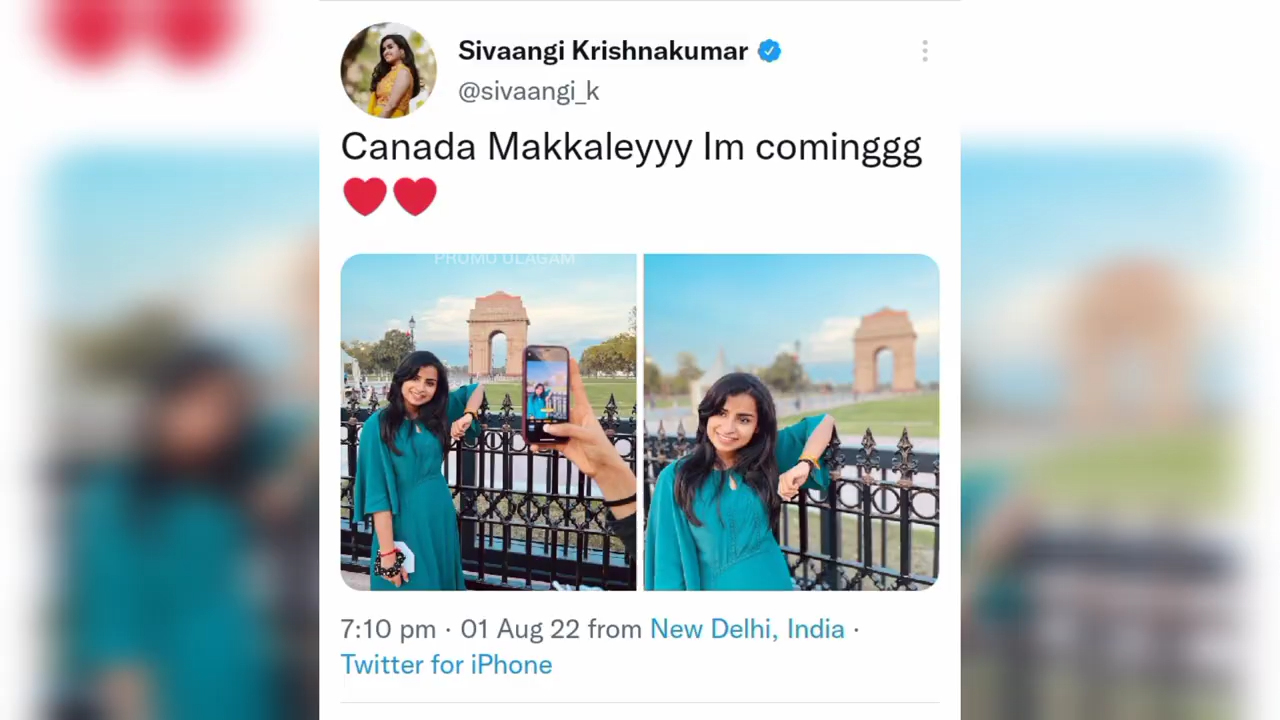 Sivaangi Krishnakumar
@sivaangi_k
Canada Makkaleyyy Im cominggg
PROMO ULAGAM
7:10 pm · 01 Aug 22 from New Delhi, India ·
Twitter for iPhone